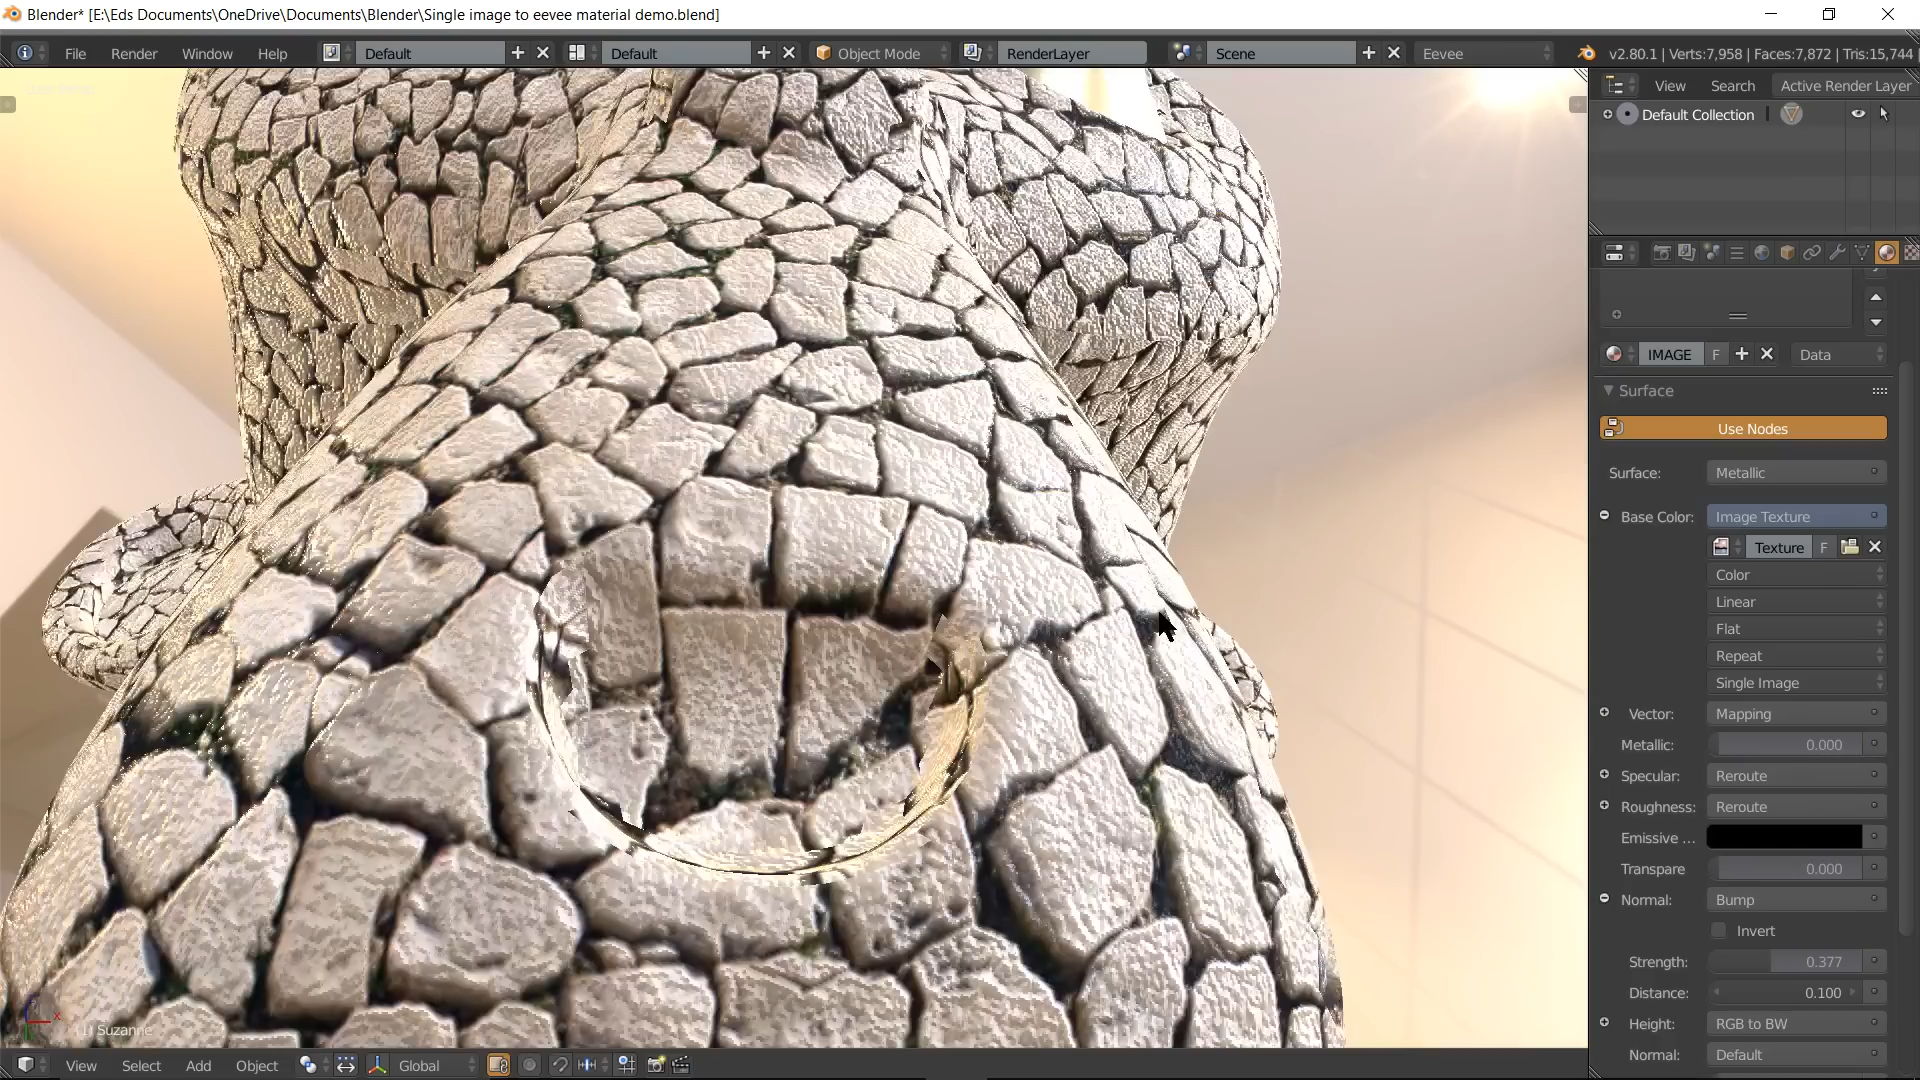 Blender* [E:\Eds Documents\OneDrive\Documents\Blender\Single image to eevee material demo.blend]
File Render Window Help Default Default Object Mode RenderLayer Scene Eevee v2.80.1 | Verts:7,958 | Faces:7,872 | Tris:15,744 |
View Search Active Render Layer
Default Collection
IMAGE F Data
Surface
Use Nodes
Surface: Metallic
Base Color: Image Texture
Texture F
Color
Linear
Flat
Repeat
Single Image
Vector: Mapping
Metallic: 0.000
Specular: Reroute
Roughness: Reroute
Emissive ...
Transpare 0.000
Normal: Bump
Invert
Strength: 0.377
Distance: 0.100
Height: RGB to BW
Normal: Default
x
(1) Suzanne
View Select Add Object Global